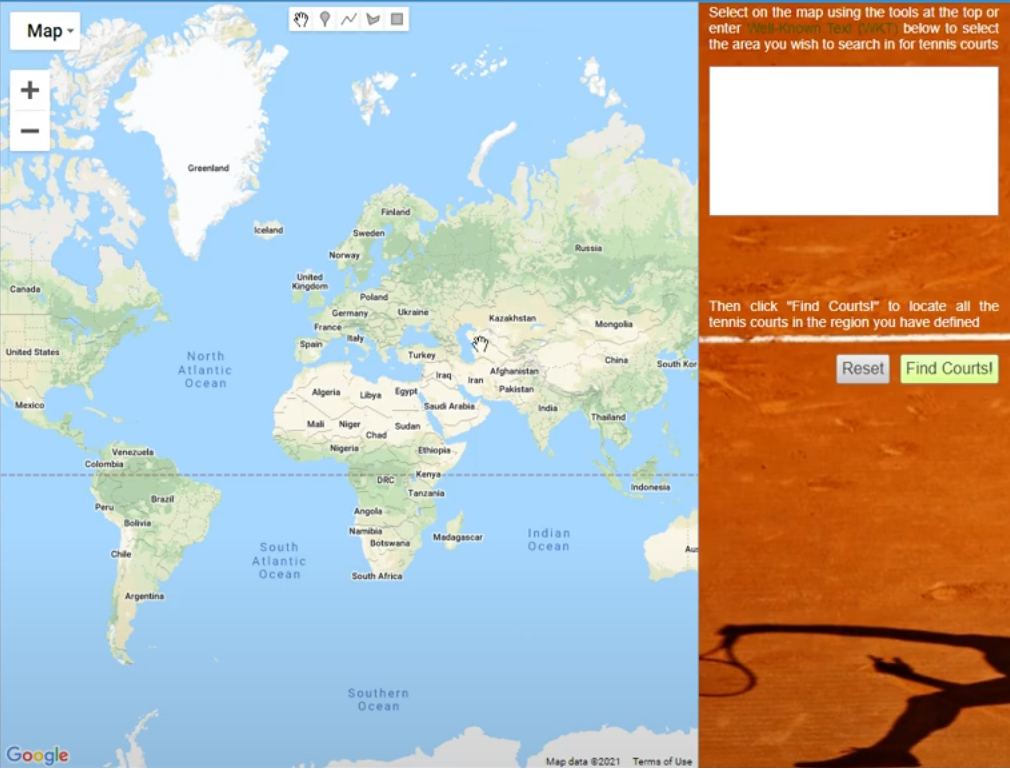 Map
Select on the map using the tools at the top or
enter Well-Known Text (WKT) below to select
the area you wish to search in for tennis courts
Greenland
Iceland
Finland
Sweden
Norway
Russia
United
Kingdom
Canada
Poland
Germany
Ukraine
France
Kazakhstan
Mongolia
Italy
Spain
United States
Turkey
China
South Kor
North
Atlantic
Ocean
Iraq
Iran
Afghanistan
Pakistan
Algeria
Libya
Egypt
Saudi Arabia
India
Mexico
Thailand
Mali
Niger
Sudan
Chad
Nigeria
Ethiopia
Venezuela
Colombia
Kenya
DRC
Tanzania
Indonesia
Brazil
Peru
Angola
Bolivia
Namibia
Botswana
Madagascar
Indian
Ocean
Chile
South
Atlantic
Ocean
Aus
South Africa
Argentina
Southern
Ocean
Google
Map data ©2021
Terms of Use
Then click "Find Courts!" to locate all the
tennis courts in the region you have defined
Reset
Find Courts!